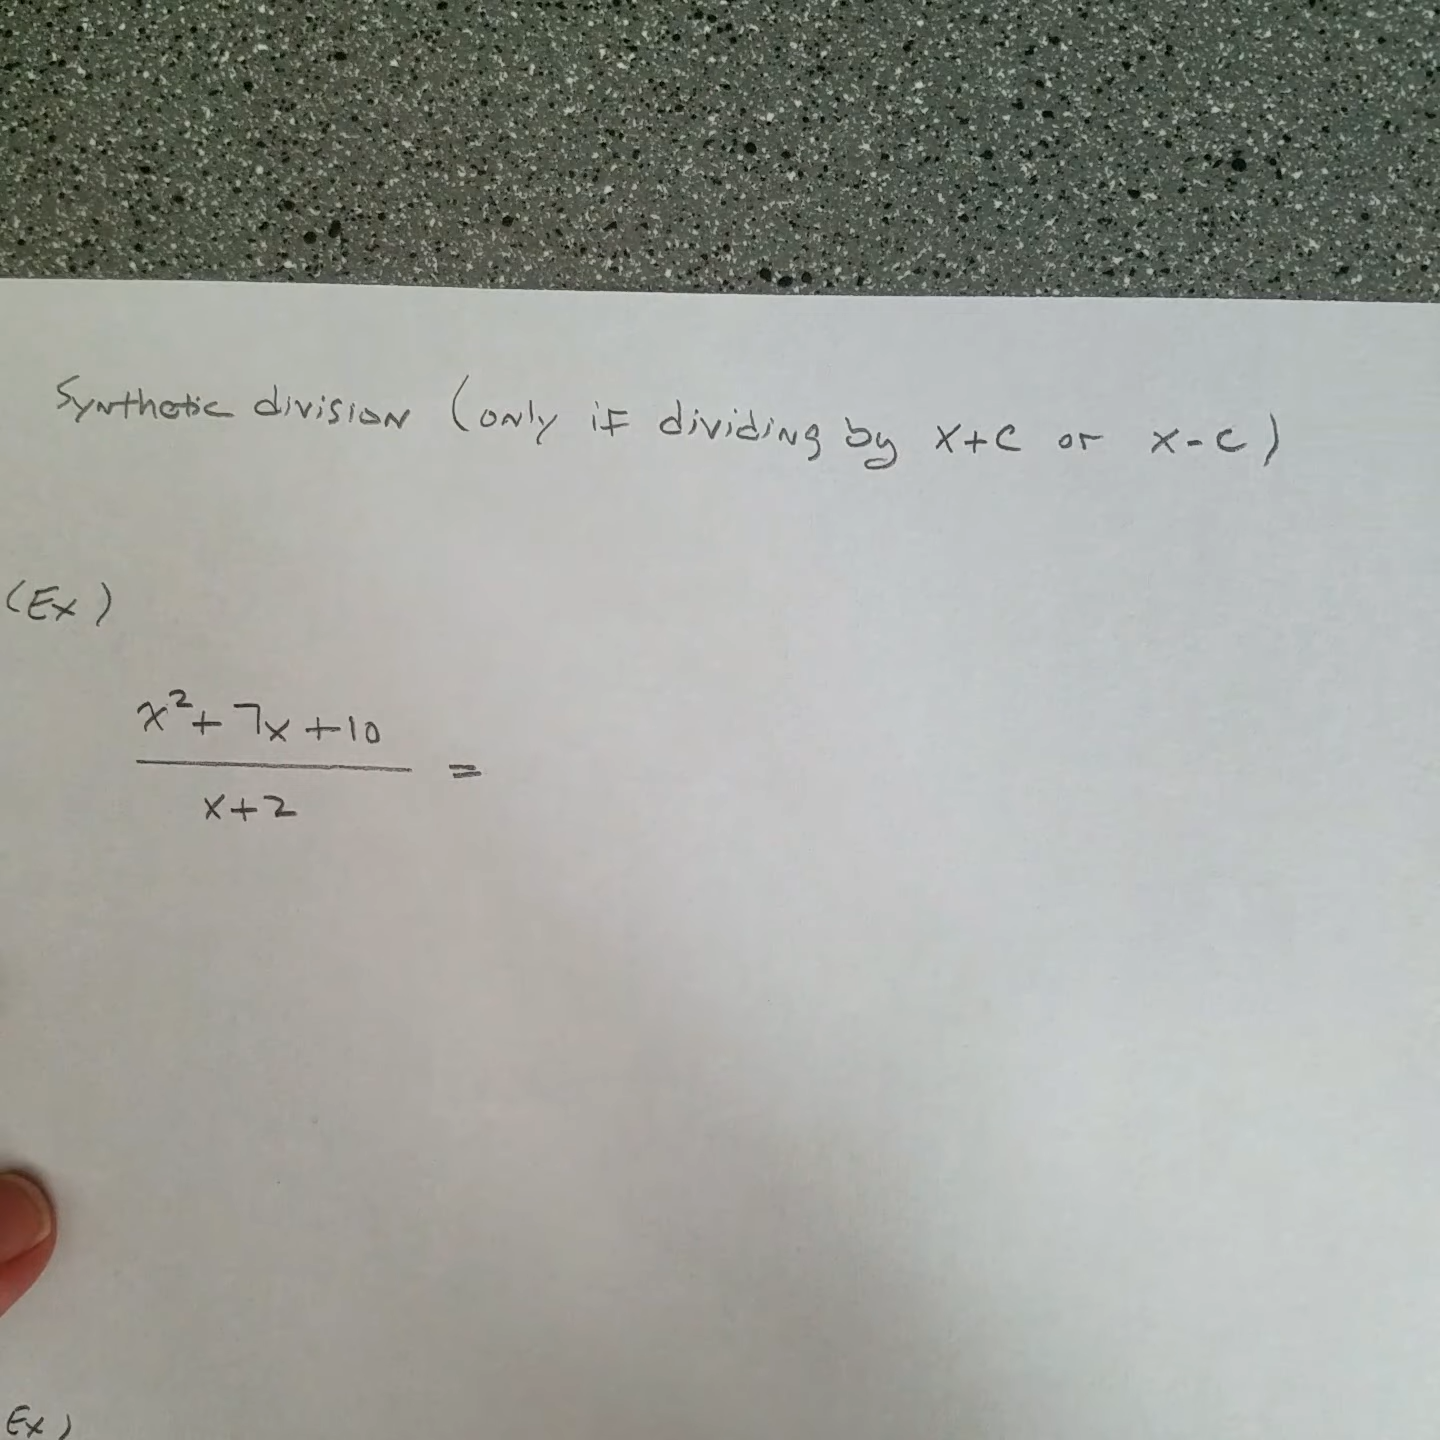 Synthetic division (only if dividing by x+c or x-c)
(Ex)
x²+7x+10
x+2
=
Ex)